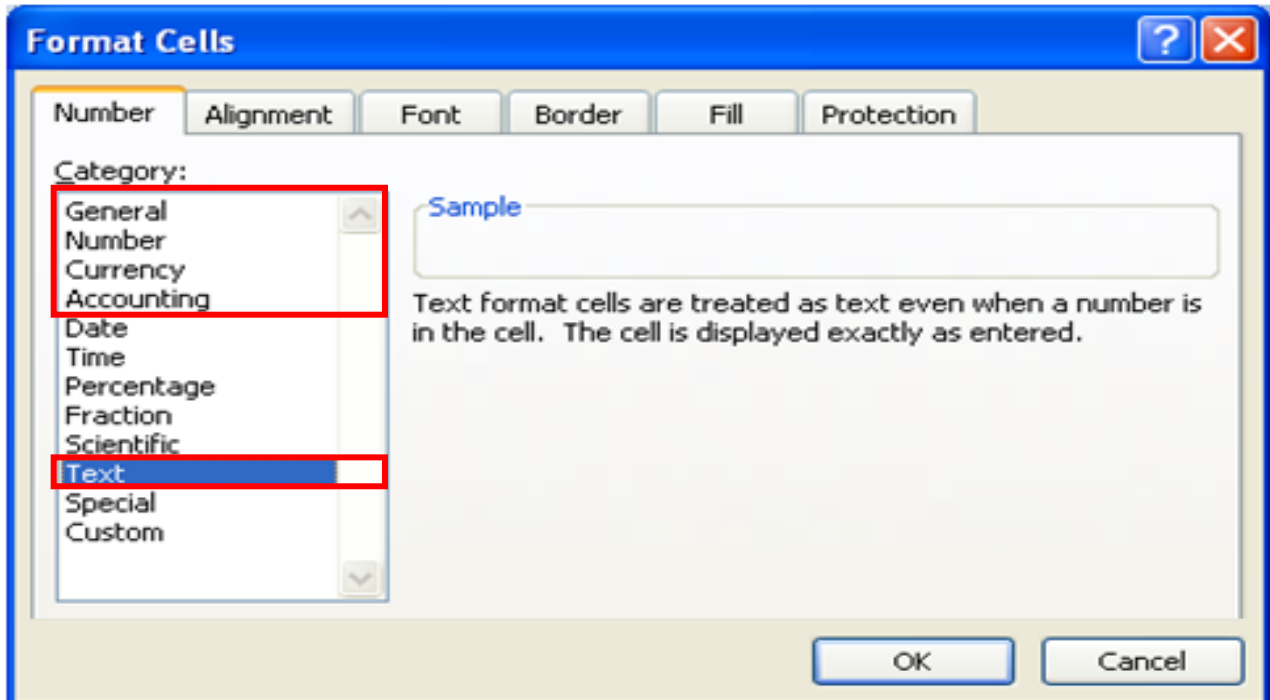 Format Cells
Number Alignment Font Border Fill Protection
Category:
General
Number
Currency
Accounting
Date
Time
Percentage
Fraction
Scientific
Text
Special
Custom
Sample
Text format cells are treated as text even when a number is
in the cell. The cell is displayed exactly as entered.
OK Cancel